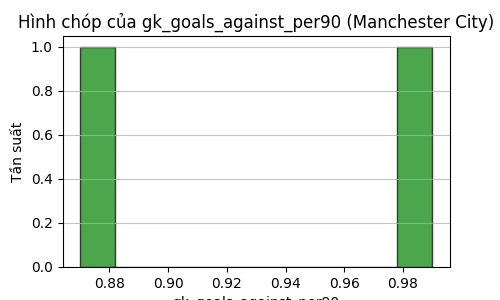 Hình chóp của gk_goals_against_per90 (Manchester City)
1.0
0.8
0.6
0.4
0.2
0.0
Tần suất
0.88 0.90 0.92 0.94 0.96 0.98
gk_goals_against_per90